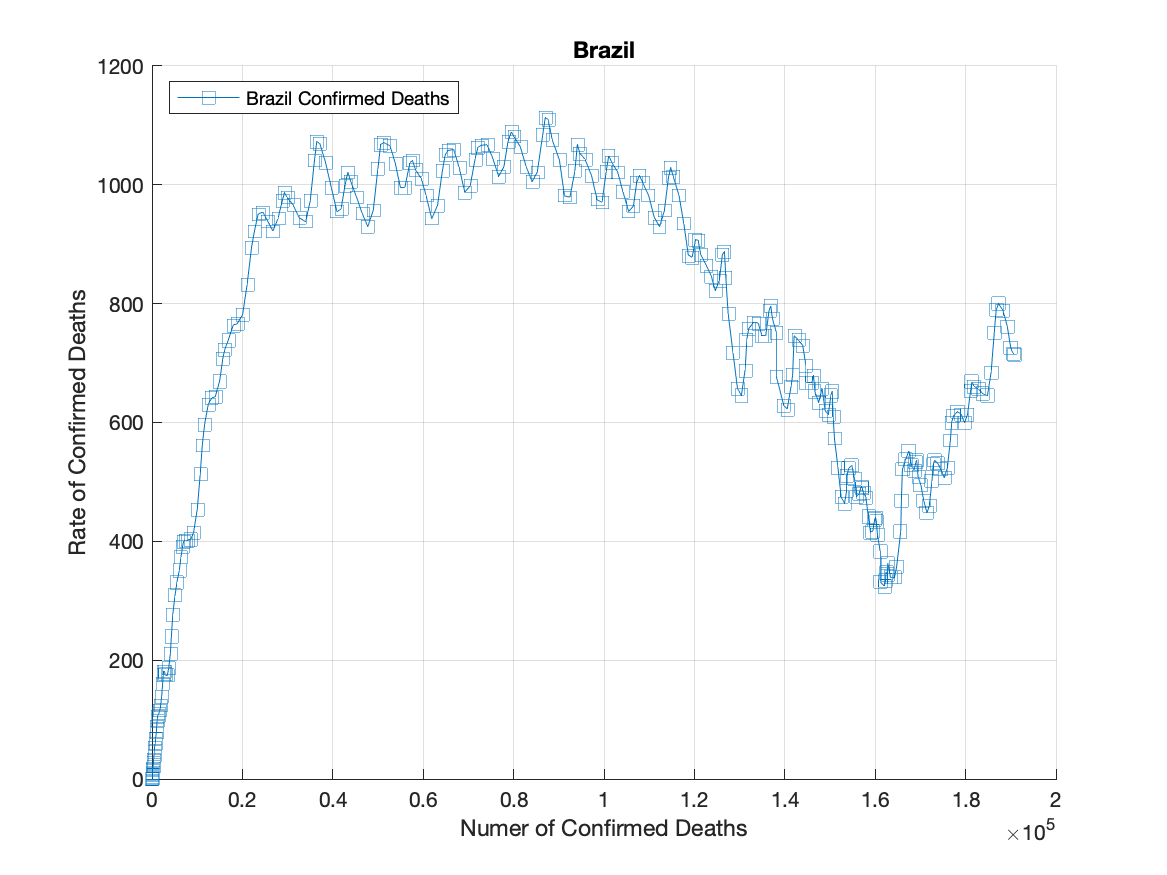 Brazil
Brazil Confirmed Deaths
1200
1000
800
600
400
200
0
Rate of Confirmed Deaths
0 0.2 0.4 0.6 0.8 1 1.2 1.4 1.6 1.8 2
Numer of Confirmed Deaths
×10⁵